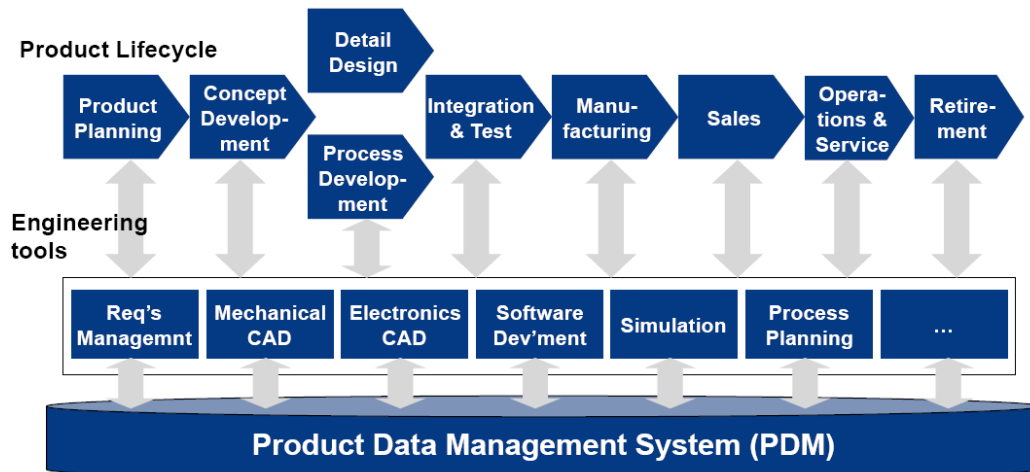 Product Lifecycle
Product
Planning
Concept
Develop-
ment
Detail
Design
Process
Develop-
ment
Integration
& Test
Manu-
facturing
Sales
Opera-
tions &
Service
Retire-
ment
Engineering
tools
Req's
Managemnt
Mechanical
CAD
Electronics
CAD
Software
Dev'ment
Simulation
Process
Planning
...
Product Data Management System (PDM)